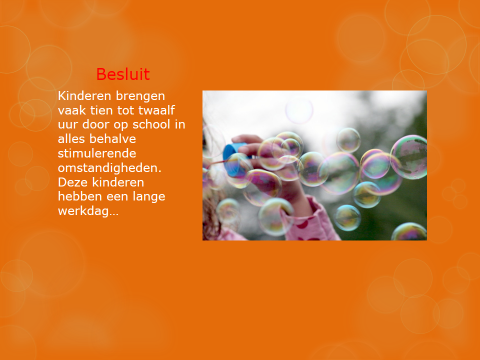 Besluit
Kinderen brengen
vaak tien tot twaalf
uur door op school in
alles behalve
stimulerende
omstandigheden.
Deze kinderen
hebben een lange
werkdag…